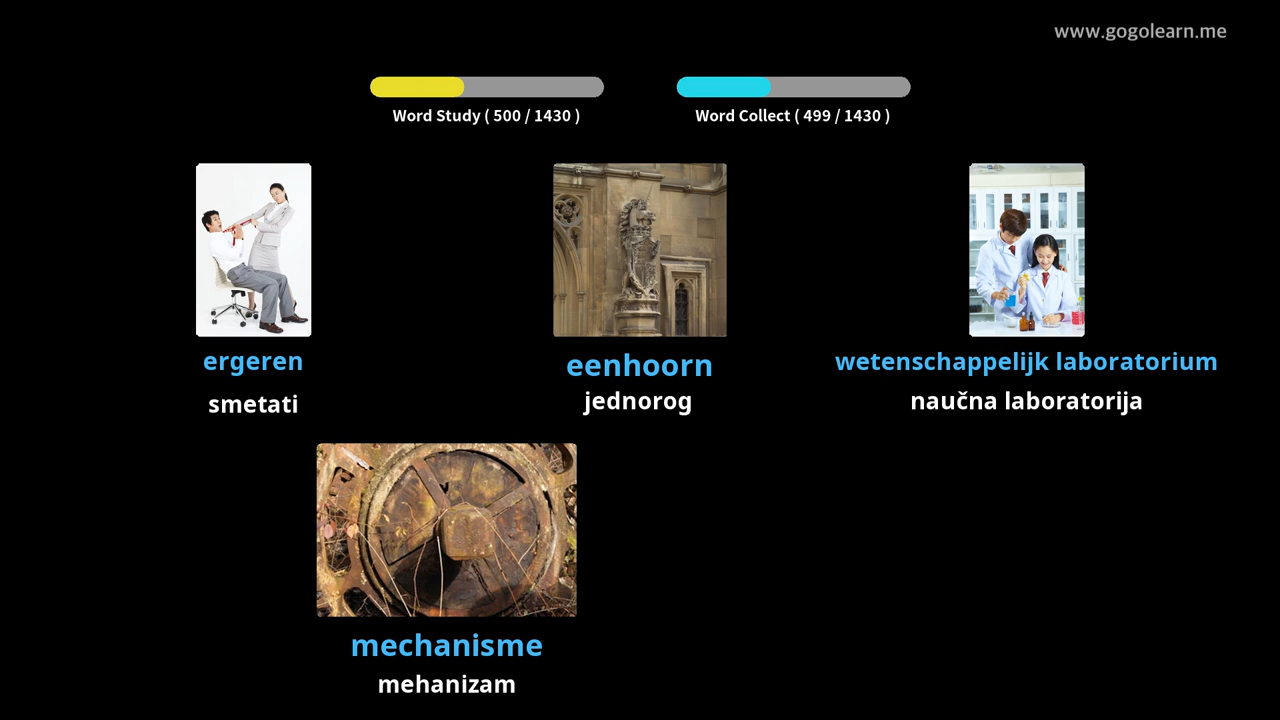 www.gogolearn.me
Word Study ( 500 / 1430 )
Word Collect ( 499 / 1430 )
ergeren
smetati
eenhoorn
jednorog
wetenschappelijk laboratorium
naučna laboratorija
mechanisme
mehanizam